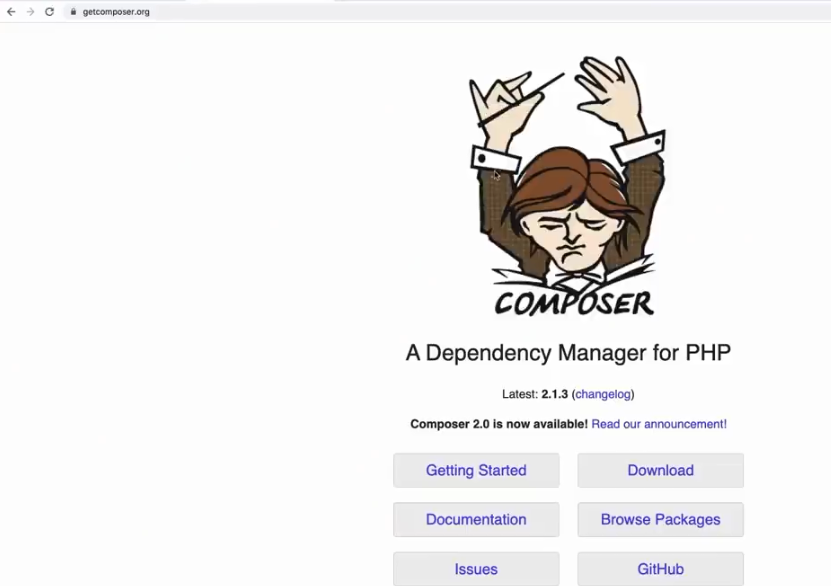 getcomposer.org
COMPOSER
A Dependency Manager for PHP
Latest: 2.1.3 (changelog)
Composer 2.0 is now available! Read our announcement!
Getting Started Download
Documentation Browse Packages
Issues GitHub